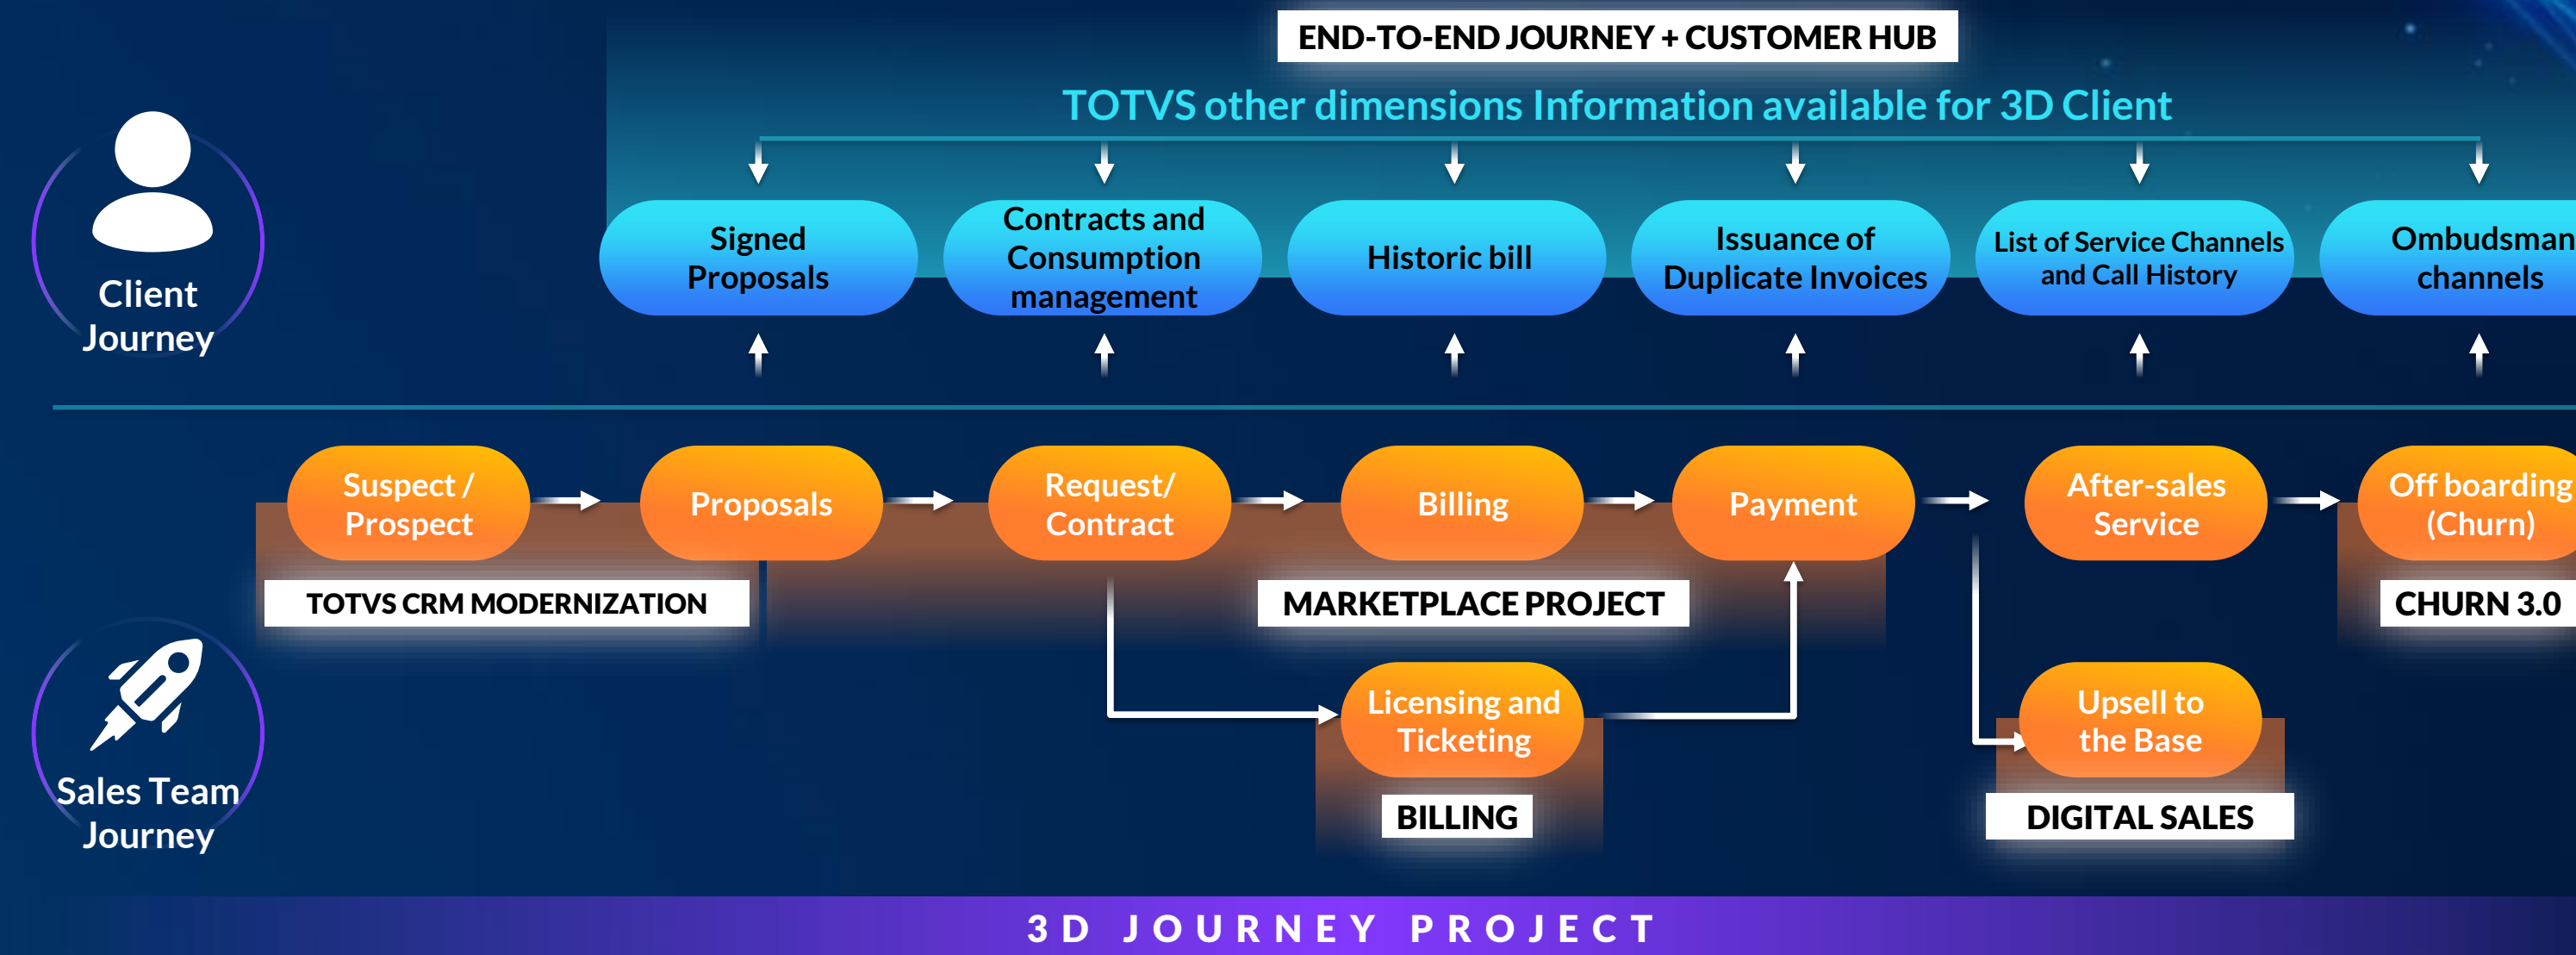 END-TO-END JOURNEY + CUSTOMER HUB
TOTVS other dimensions Information available for 3D Client
Client
Journey
Signed
Proposals
Contracts and
Consumption
management
Historic bill
Issuance of
Duplicate Invoices
List of Service Channels
and Call History
Ombudsman
channels
Suspect /
Prospect
Proposals
Request/
Contract
Billing
Payment
After-sales
Service
Off boarding
(Churn)
TOTVS CRM MODERNIZATION
MARKETPLACE PROJECT
CHURN 3.0
Sales Team
Journey
Licensing and
Ticketing
Upsell to
the Base
BILLING
DIGITAL SALES
3D JOURNEY PROJECT